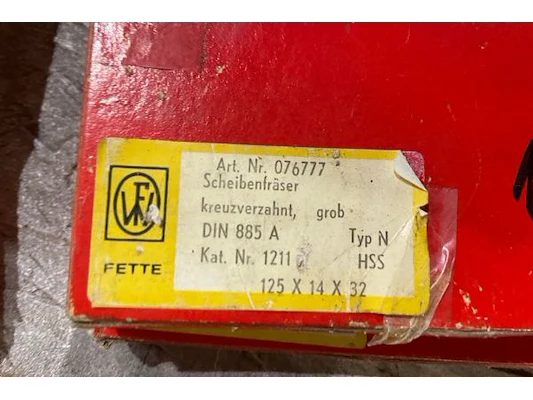 Art. Nr. 076777
Scheibenfräser
kreuzverzahnt, grob
DIN 885 A Typ N
Kat. Nr. 1211 HSS
125 X 14 X 32
FETTE